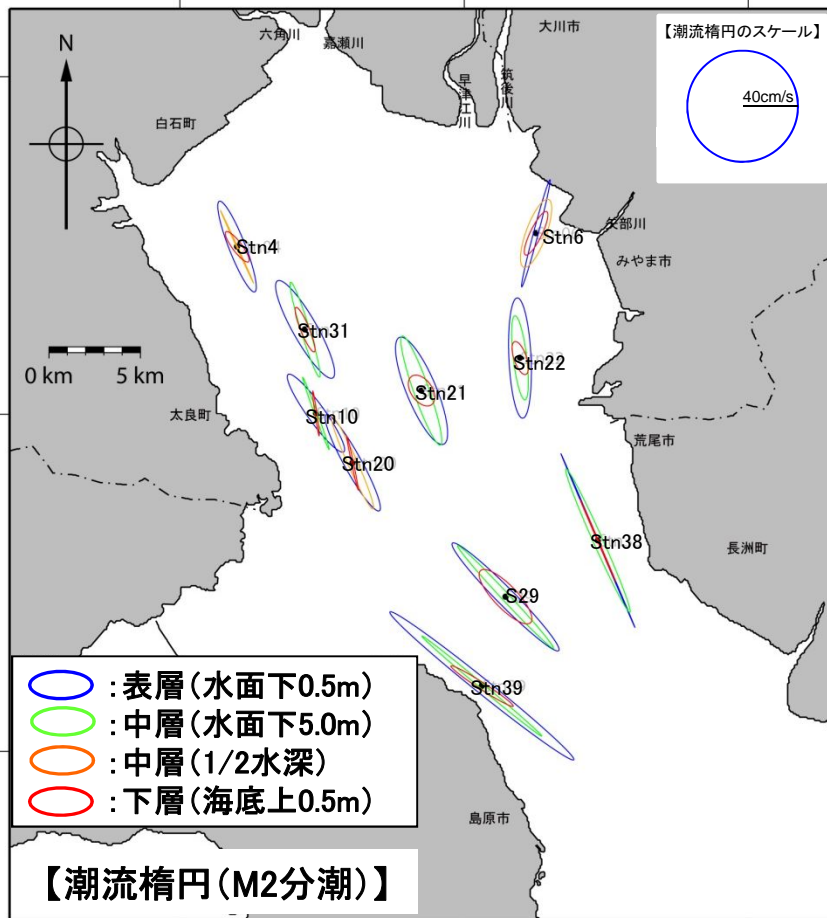 六角川
嘉瀬川
大川市
【潮流楕円のスケール】
40cm/s
早津江川
筑後川
N
白石町
矢部川
みやま市
Stn4
Stn6
Stn31
Stn22
0 km 5 km
Stn21
太良町
Stn10
荒尾市
Stn20
Stn38
長洲町
S29
Stn39
:表層(水面下0.5m)
:中層(水面下5.0m)
:中層(1/2水深)
:下層(海底上0.5m)
島原市
【潮流楕円(M2分潮)】